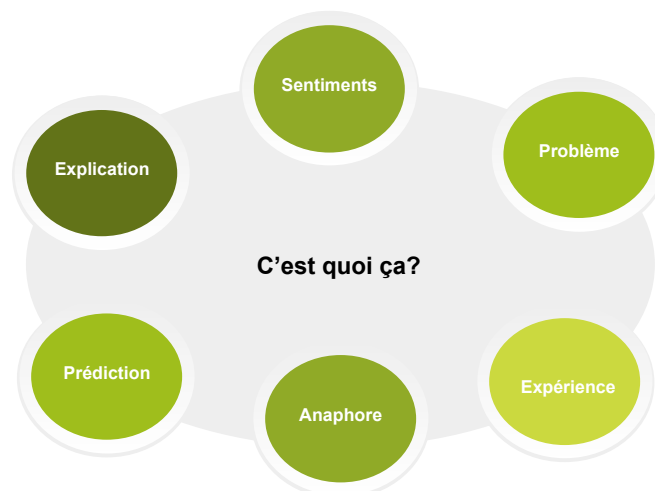 Sentiments
Explication
Problème
C’est quoi ça?
Prédiction
Expérience
Anaphore